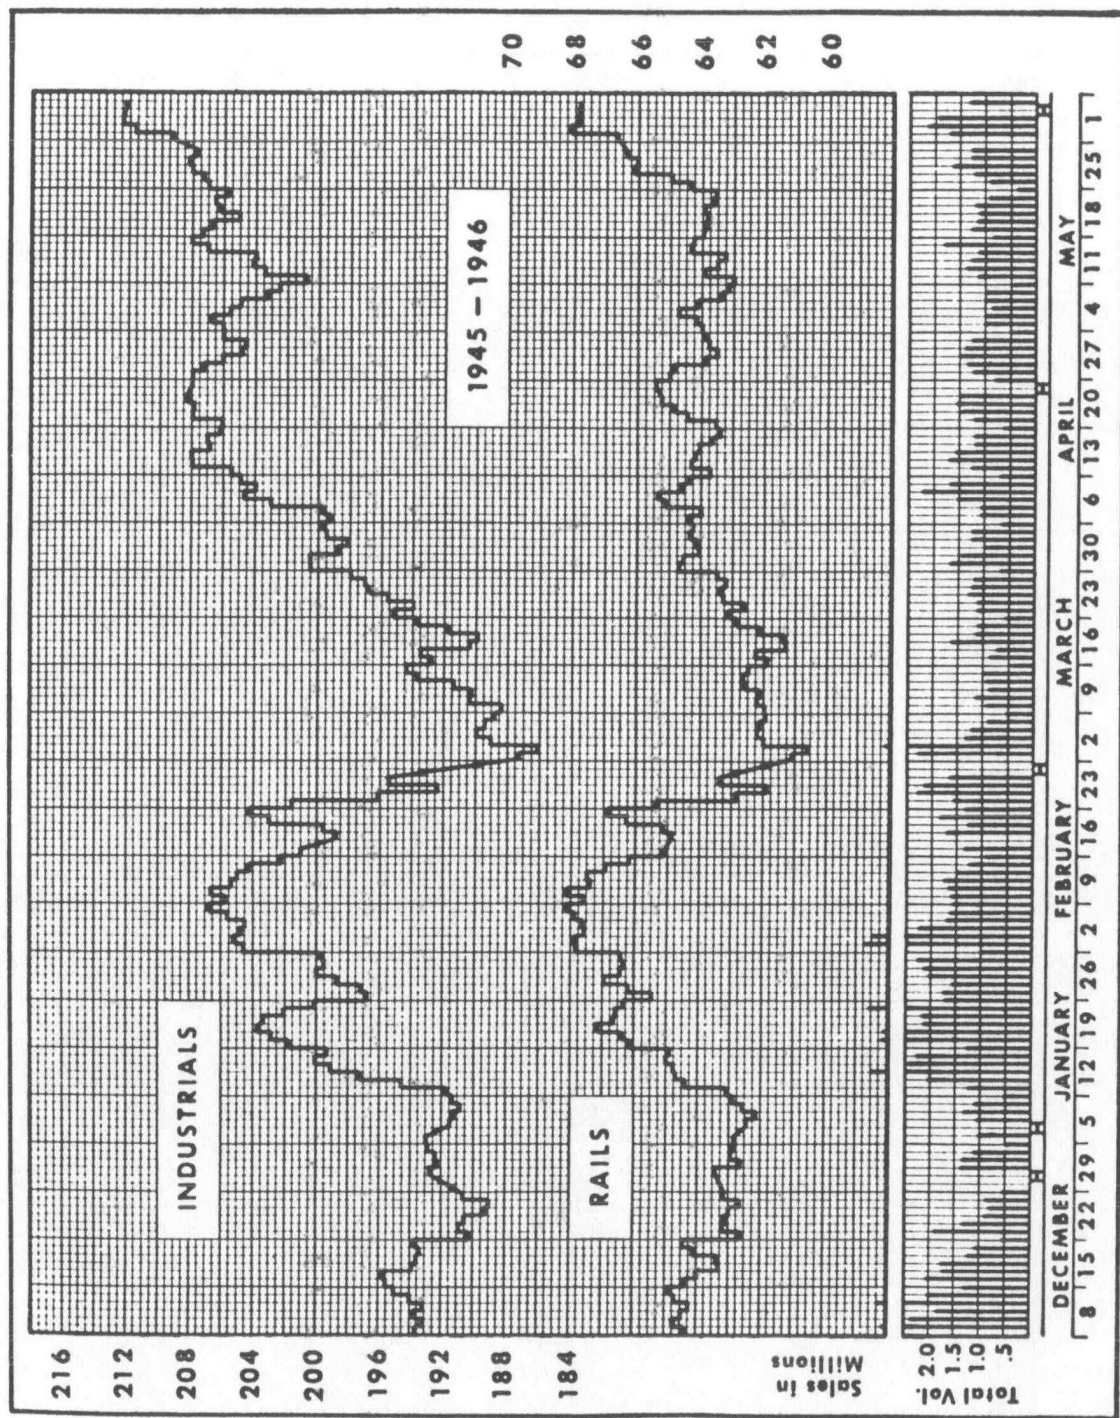 216
212
208
204
200
196
192
188
184
INDUSTRIALS
1945 – 1946
RAILS
70
68
66
64
62
60
Sales in
Millions
Total Vol.
2.0
1.5
1.0
.5
8 15 22 29 5 12 19 26 2 9 16 23 2 9 16 23 30 6 13 20 27 4 11 18 25 1
H H H H H
DECEMBER JANUARY FEBRUARY MARCH APRIL MAY